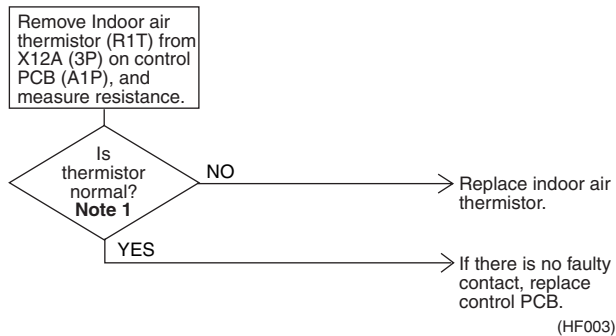 Remove Indoor air
thermistor (R1T) from
X12A (3P) on control
PCB (A1P), and
measure resistance.
Is
thermistor
normal?
Note 1
NO
Replace indoor air
thermistor.
YES
If there is no faulty
contact, replace
control PCB.
(HF003)